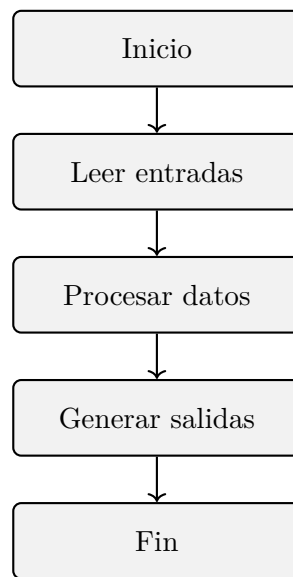 Inicio
Leer entradas
Procesar datos
Generar salidas
Fin